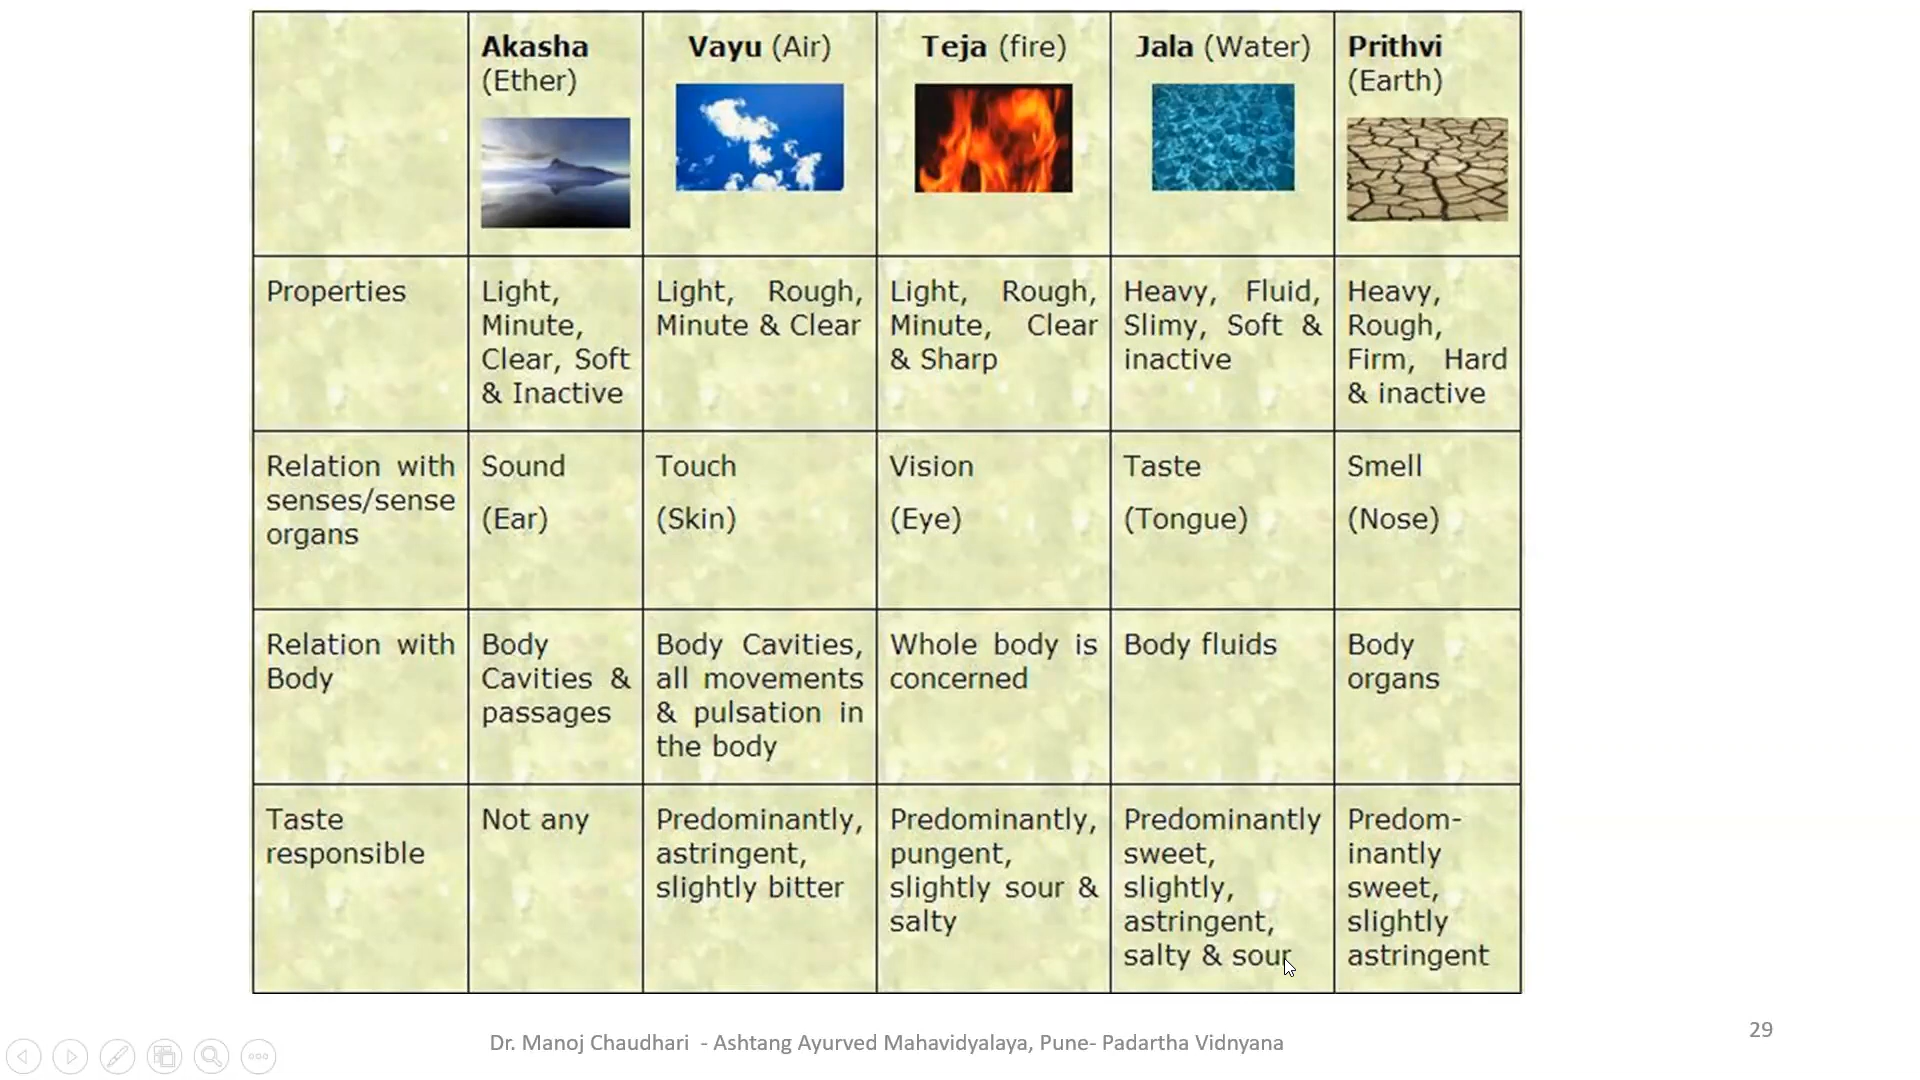 Akasha
(Ether)
Vayu (Air)
Teja (fire)
Jala (Water)
Prithvi
(Earth)
Properties
Light,
Minute,
Clear, Soft
& Inactive
Light, Rough,
Minute & Clear
Light, Rough,
Minute, Clear
& Sharp
Heavy, Fluid,
Slimy, Soft &
inactive
Heavy,
Rough,
Firm, Hard
& inactive
Relation with
senses/sense
organs
Sound
(Ear)
Touch
(Skin)
Vision
(Eye)
Taste
(Tongue)
Smell
(Nose)
Relation with
Body
Body
Cavities &
passages
Body Cavities,
all movements
& pulsation in
the body
Whole body is
concerned
Body fluids
Body
organs
Taste
responsible
Not any
Predominantly,
astringent,
slightly bitter
Predominantly,
pungent,
slightly sour &
salty
Predominantly
sweet,
slightly,
astringent,
salty & sour
Predom-
inantly
sweet,
slightly
astringent
Dr. Manoj Chaudhari - Ashtang Ayurved Mahavidyalaya, Pune- Padartha Vidnyana
29